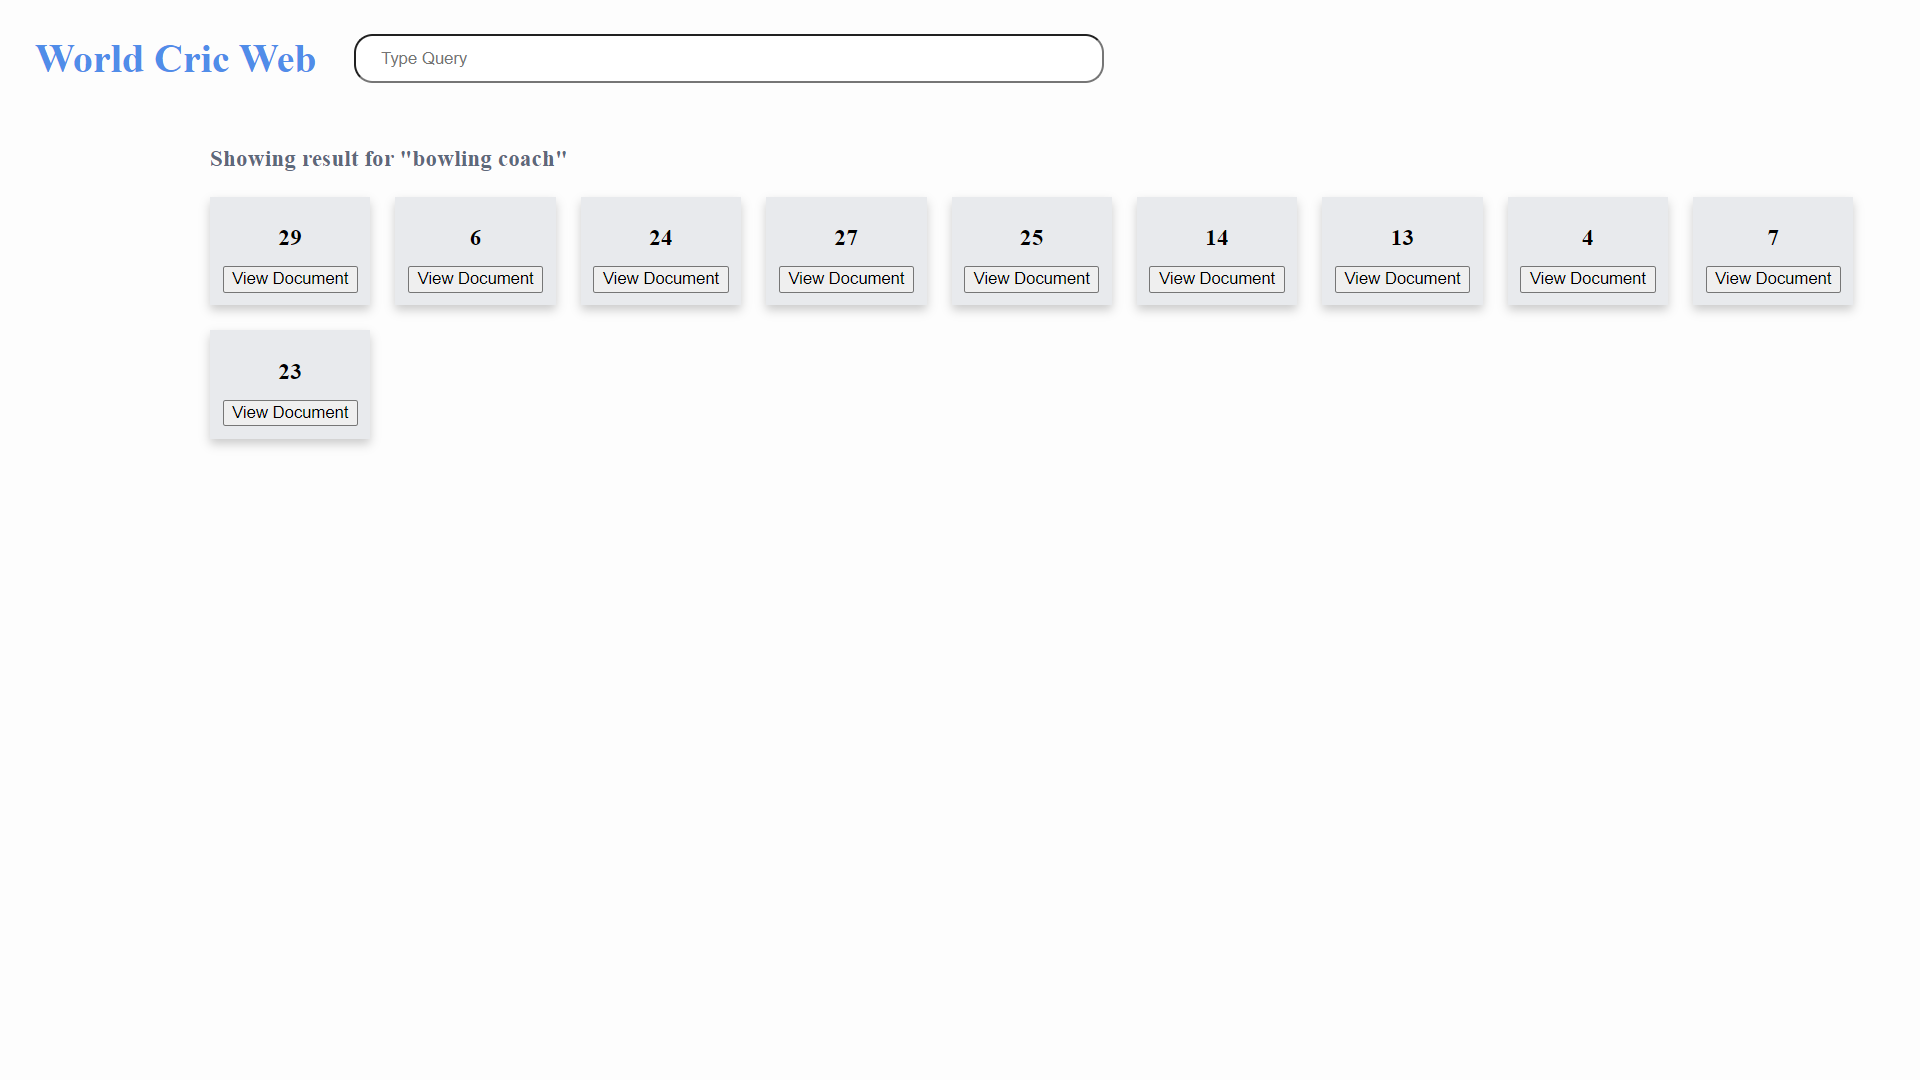 World Cric Web
Type Query
Showing result for "bowling coach"
29 6 24 27 25 14 13 4 7
View Document View Document View Document View Document View Document View Document View Document View Document View Document
23
View Document